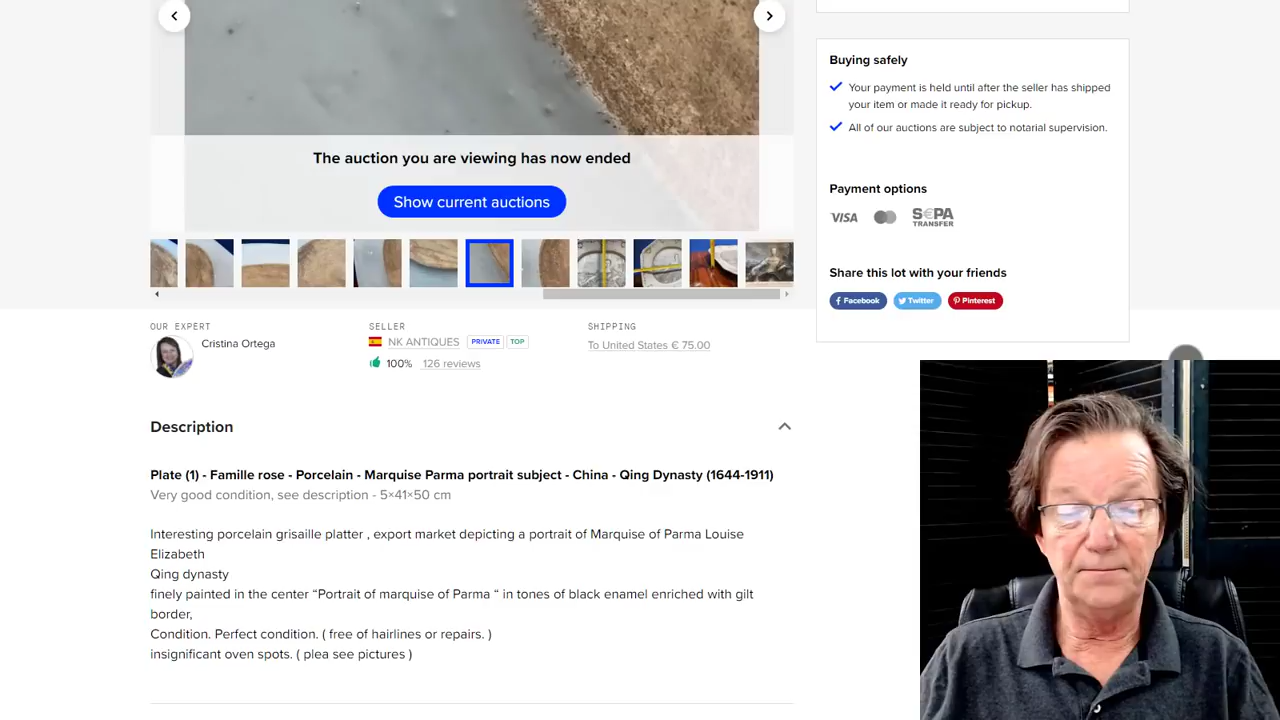 The auction you are viewing has now ended
Show current auctions
Buying safely
Your payment is held until after the seller has shipped
your item or made it ready for pickup.
All of our auctions are subject to notarial supervision.
Payment options
VISA
S€PA
TRANSFER
Share this lot with your friends
Facebook
Twitter
Pinterest
OUR EXPERT
Cristina Ortega
SELLER
NK ANTIQUES PRIVATE TOP
100% 126 reviews
SHIPPING
To United States € 75.00
Description
Plate (1) - Famille rose - Porcelain - Marquise Parma portrait subject - China - Qing Dynasty (1644-1911)
Very good condition, see description - 5×41×50 cm
Interesting porcelain grisaille platter , export market depicting a portrait of Marquise of Parma Louise
Elizabeth
Qing dynasty
finely painted in the center “Portrait of marquise of Parma “ in tones of black enamel enriched with gilt
border,
Condition. Perfect condition. ( free of hairlines or repairs. )
insignificant oven spots. ( plea see pictures )